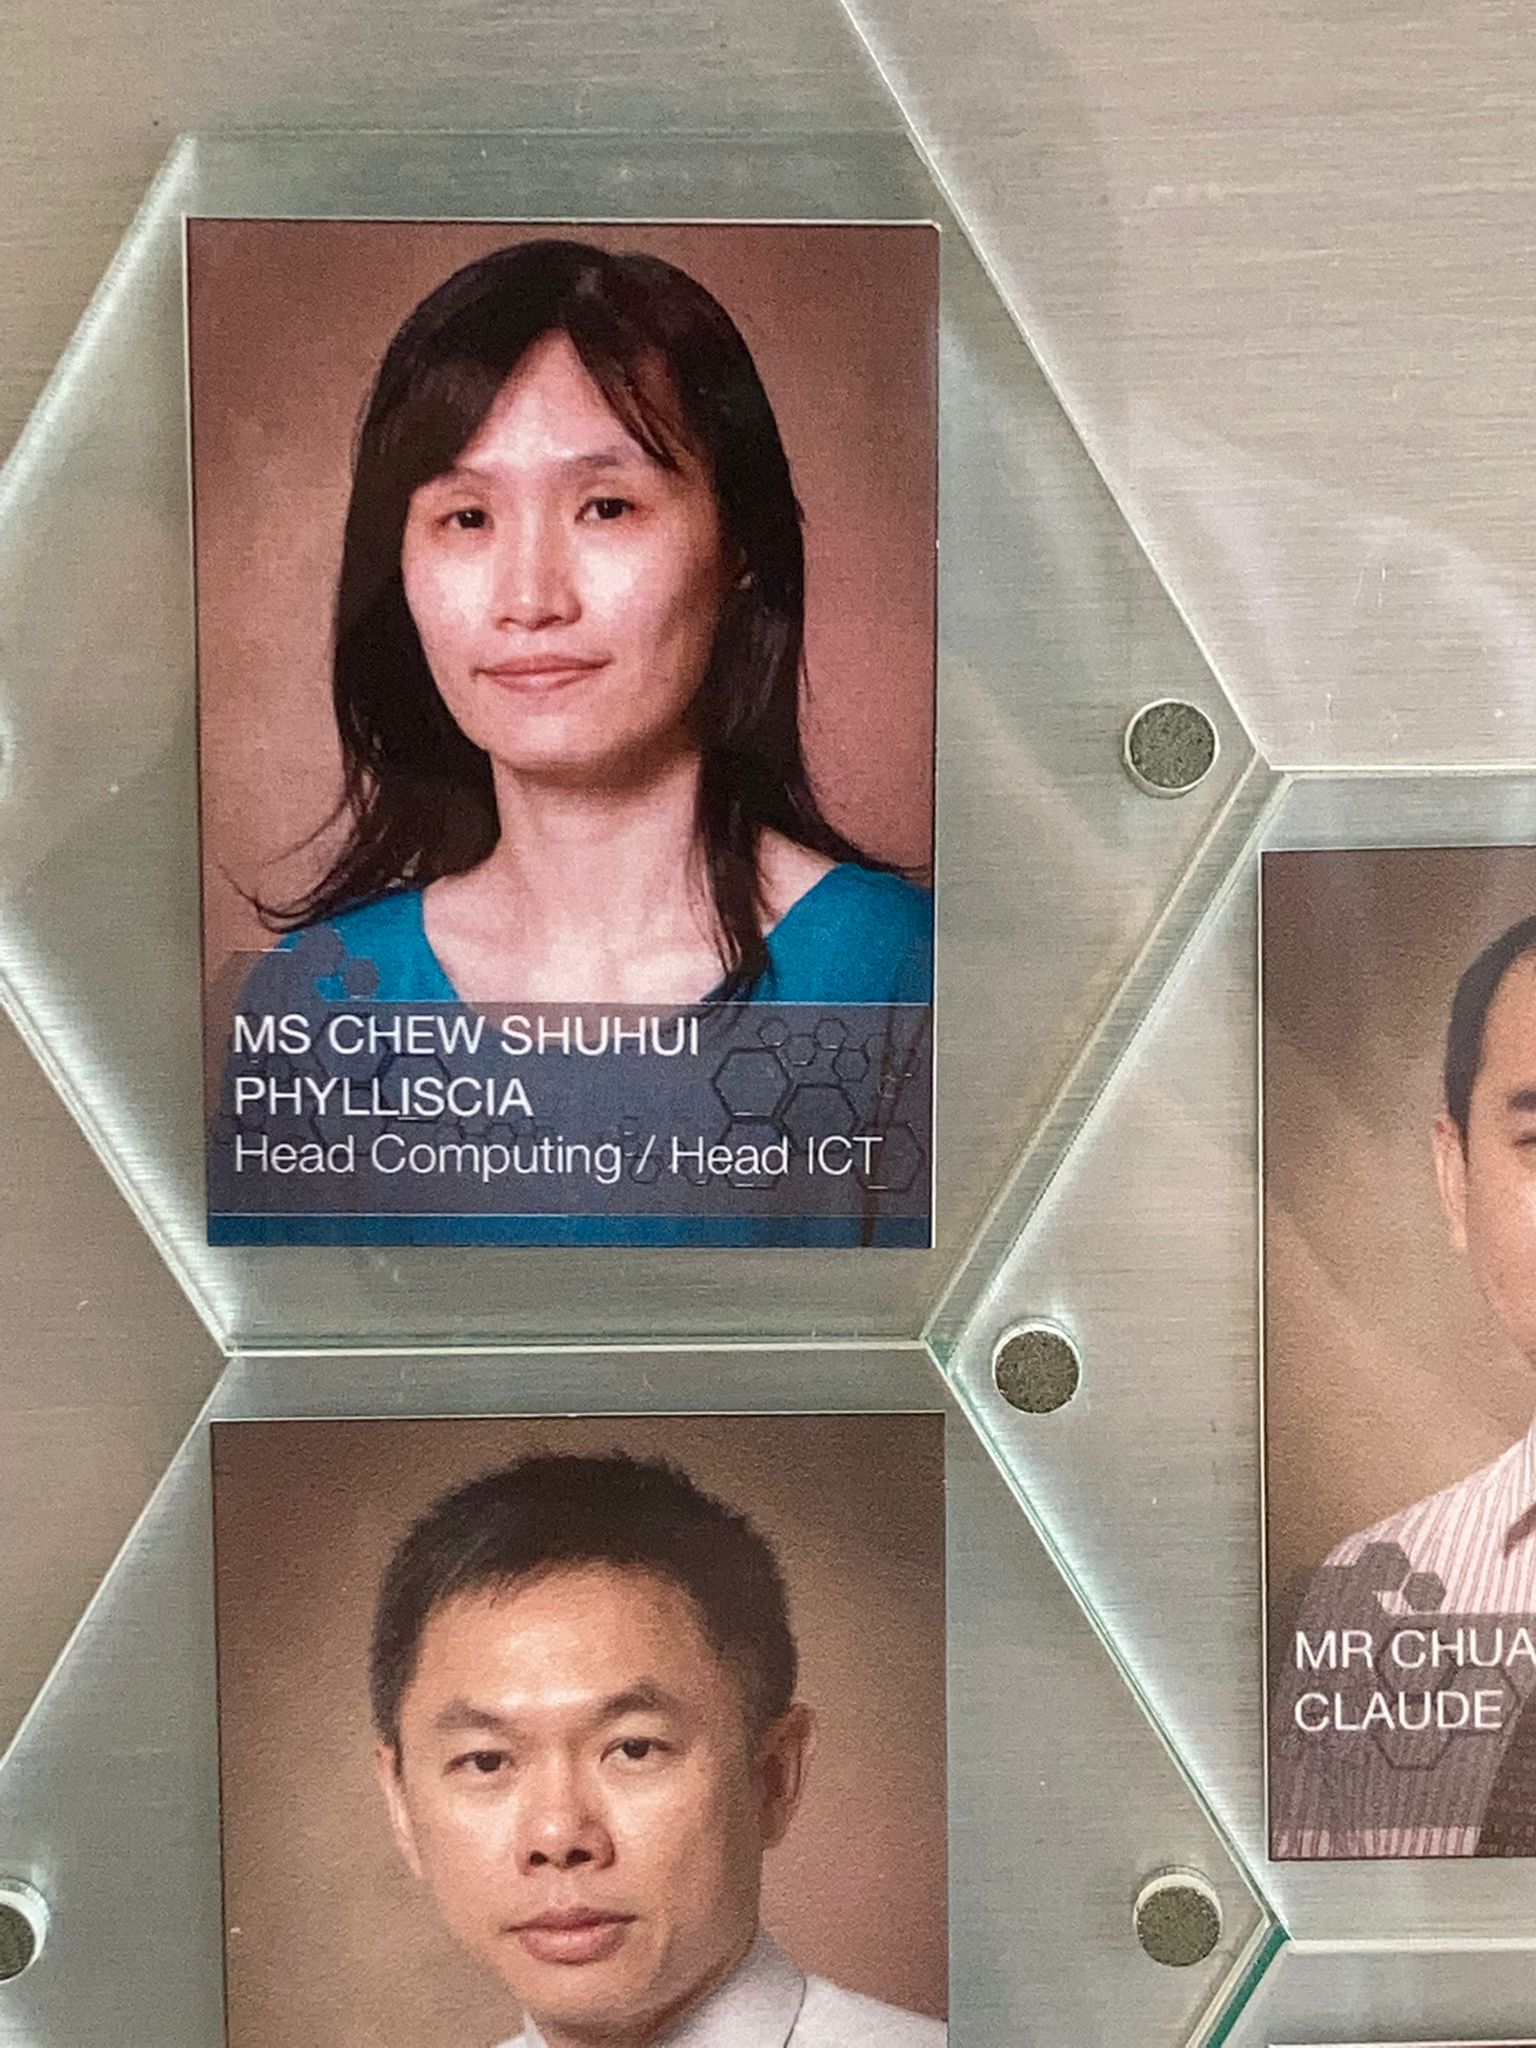 MS CHEW SHUHUI
PHYLLISCIA
Head Computing / Head ICT
MR CHUA
CLAUDE